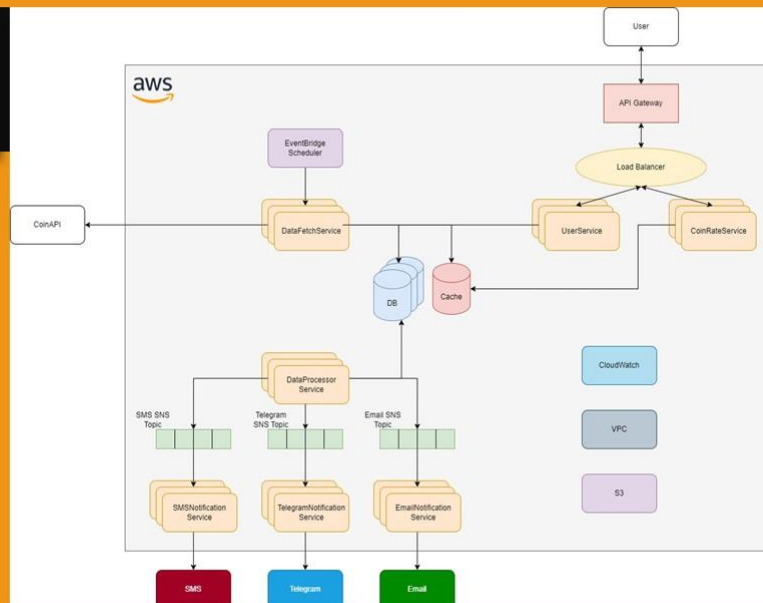 User
aws
API Gateway
EventBridge
Scheduler
Load Balancer
CoinAPI
DataFetchService
UserService
CoinRateService
DB
Cache
DataProcessor
Service
CloudWatch
SMS SNS
Topic
Telegram
SNS Topic
Email SNS
Topic
VPC
SMSNotification
Service
TelegramNotification
Service
EmailNotification
Service
S3
SMS
Telegram
Email